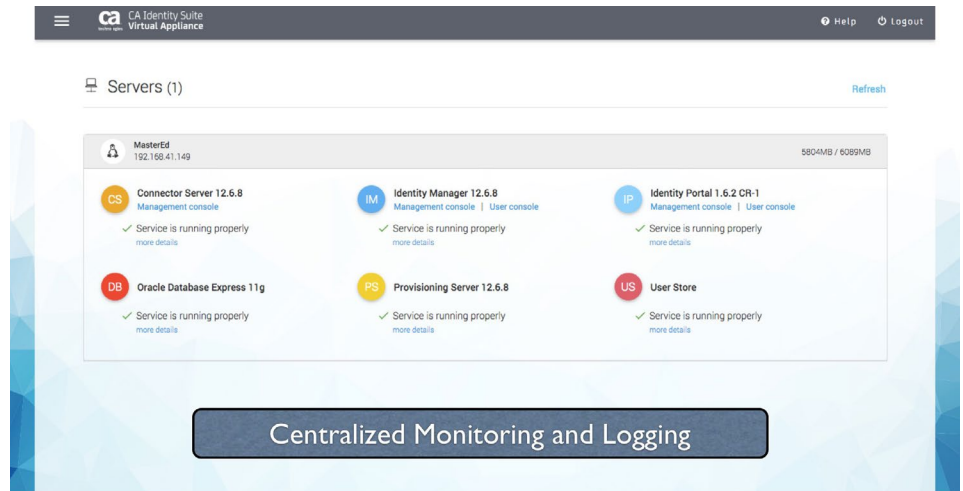 ca CA Identity Suite
technologies Virtual Appliance
Help Logout
Servers (1)
Refresh
MasterEd
192.168.41.149
5804MB / 6089MB
CS Connector Server 12.6.8
Management console
Service is running properly
more details
IM Identity Manager 12.6.8
Management console | User console
Service is running properly
more details
IP Identity Portal 1.6.2 CR-1
Management console | User console
Service is running properly
more details
DB Oracle Database Express 11g
Service is running properly
more details
PS Provisioning Server 12.6.8
Service is running properly
more details
US User Store
Service is running properly
more details
Centralized Monitoring and Logging